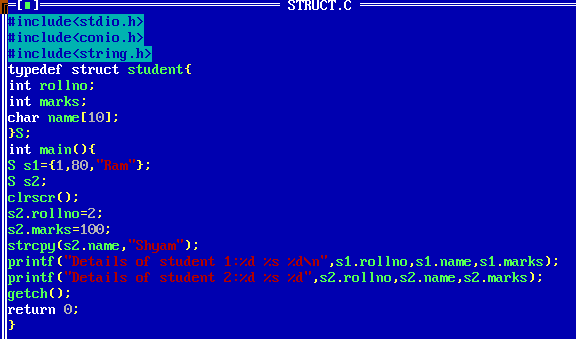 [■] STRUCT.C
#include<stdio.h>
#include<conio.h>
#include<string.h>
typedef struct student{
int rollno;
int marks;
char name[10];
}S;
int main(){
S s1={1,80,"Ram"};
S s2;
clrscr();
s2.rollno=2;
s2.marks=100;
strcpy(s2.name,"Shyam");
printf("Details of student 1:%d %s %d\n",s1.rollno,s1.name,s1.marks);
printf("Details of student 2:%d %s %d",s2.rollno,s2.name,s2.marks);
getch();
return 0;
}